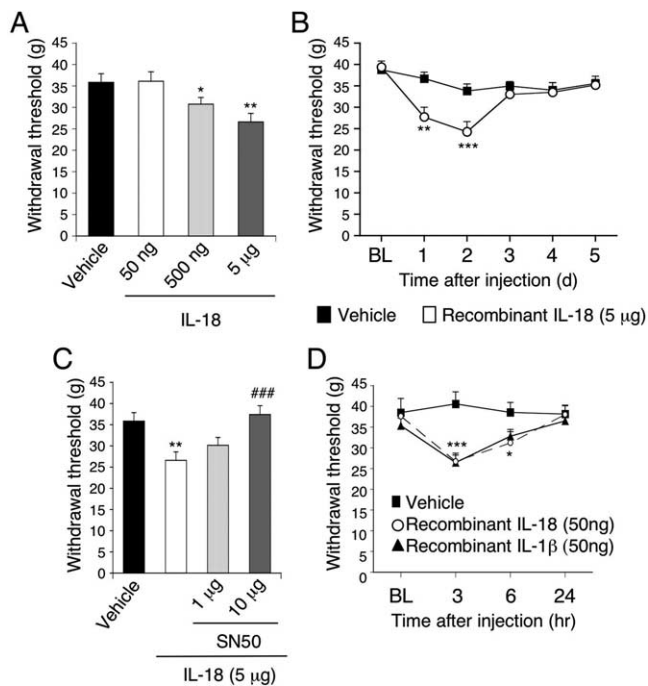 A
Withdrawal threshold (g)
45
40
35
30
25
20
15
10
5
0
*
**
Vehicle
50 ng
500 ng
5 μg
IL-18
B
Withdrawal threshold (g)
45
40
35
30
25
20
15
10
5
0
**
***
BL 1 2 3 4 5
Time after injection (d)
Vehicle Recombinant IL-18 (5 μg)
C
Withdrawal threshold (g)
45
40
35
30
25
20
15
10
5
0
**
###
Vehicle
1 μg
10 μg
SN50
IL-18 (5 μg)
D
Withdrawal threshold (g)
45
40
35
30
25
20
15
10
5
0
***
*
Vehicle
Recombinant IL-18 (50ng)
Recombinant IL-1β (50ng)
BL 3 6 24
Time after injection (hr)